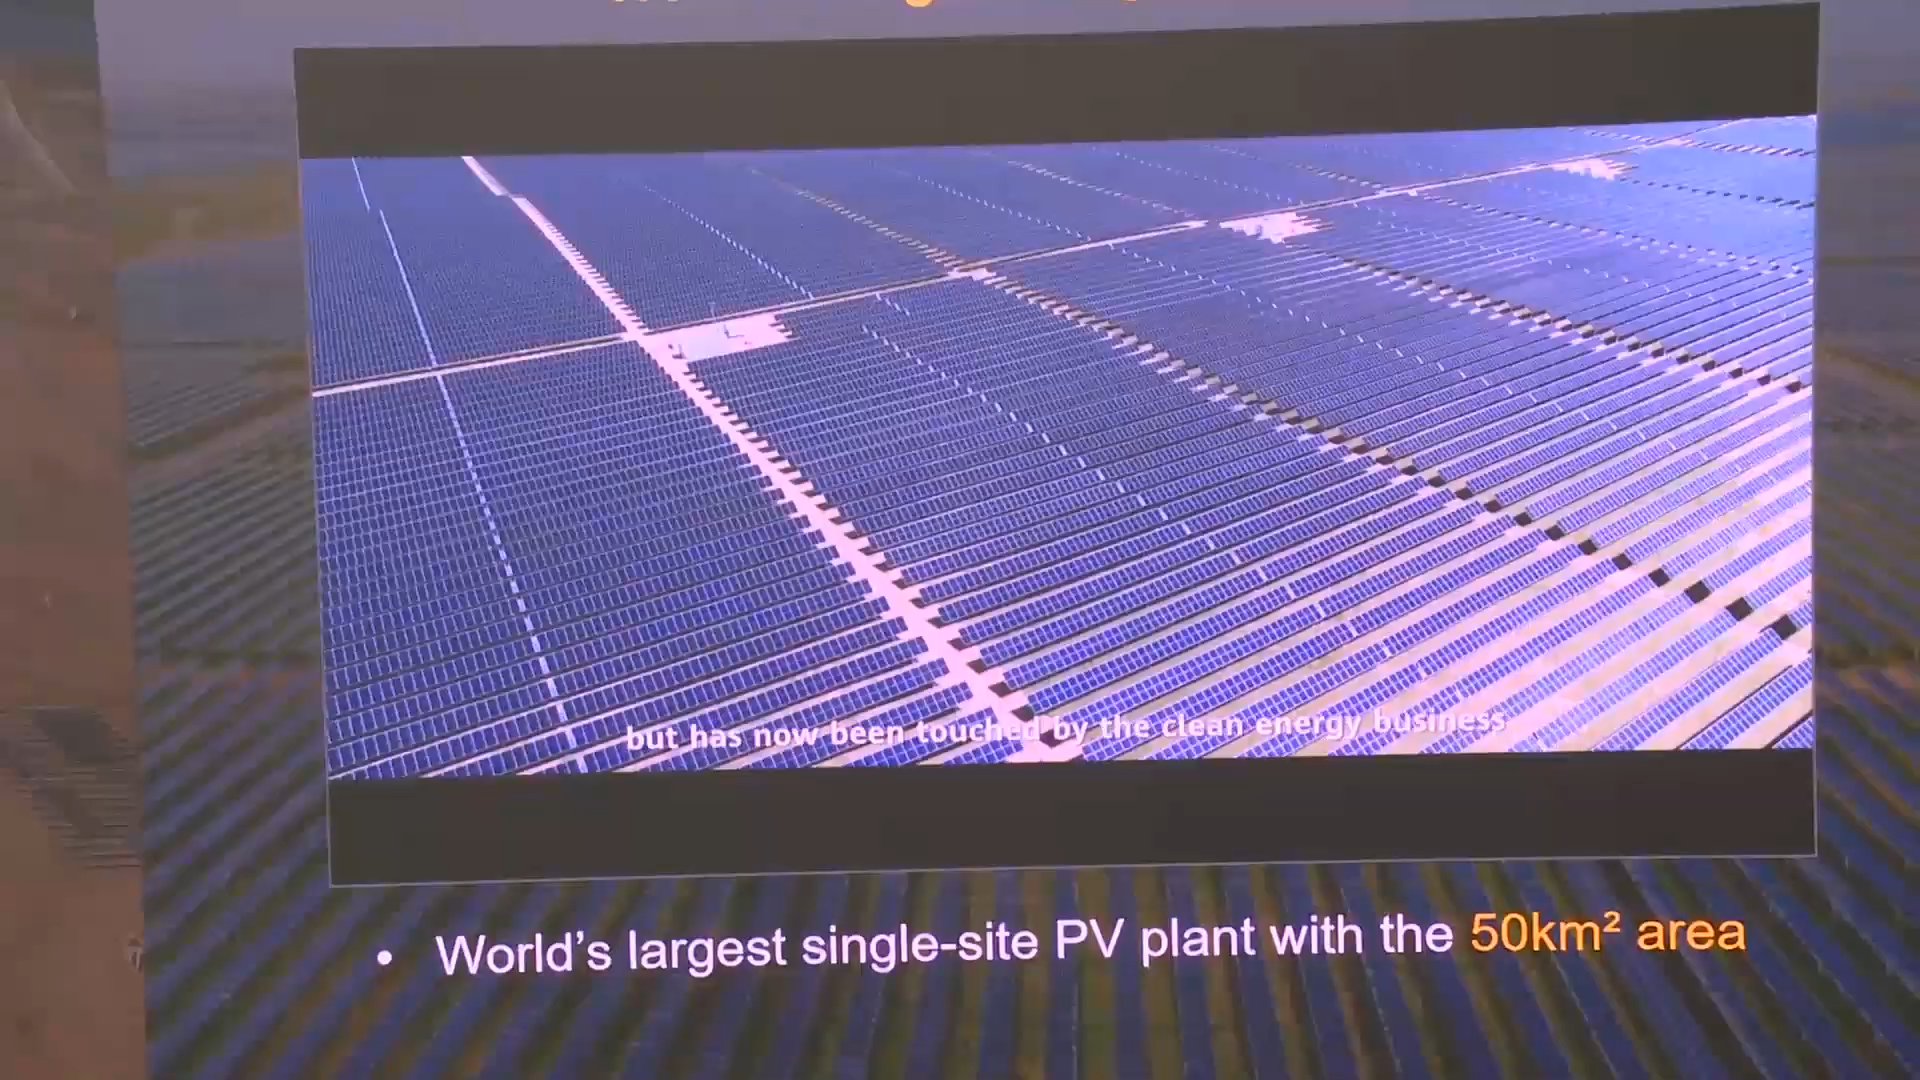 but has now been touched by the clean energy business
• World's largest single-site PV plant with the 50km² area